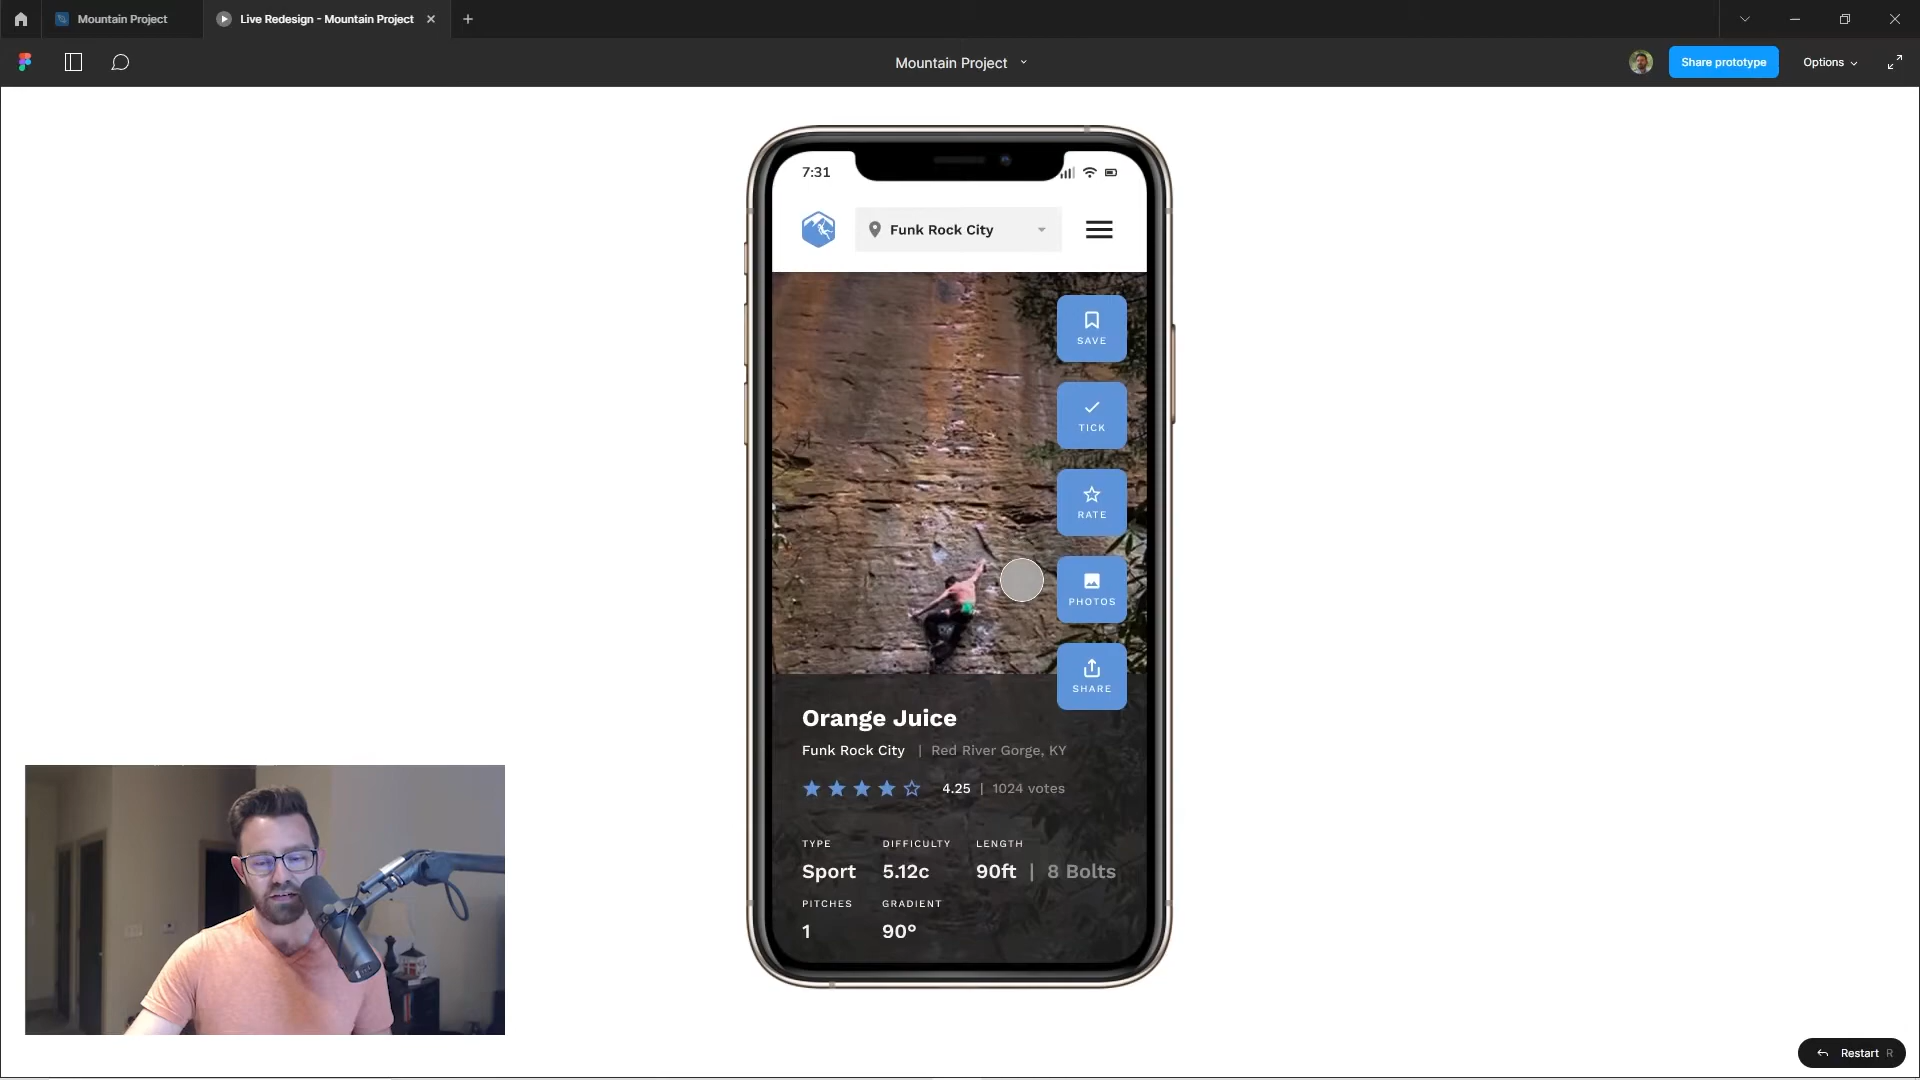 Mountain Project
Live Redesign - Mountain Project
Mountain Project
Share prototype
Options
7:31
Funk Rock City
SAVE
TICK
RATE
PHOTOS
SHARE
Orange Juice
Funk Rock City | Red River Gorge, KY
4.25 | 1024 votes
TYPE DIFFICULTY LENGTH
Sport 5.12c 90ft | 8 Bolts
PITCHES GRADIENT
1 90°
Restart R